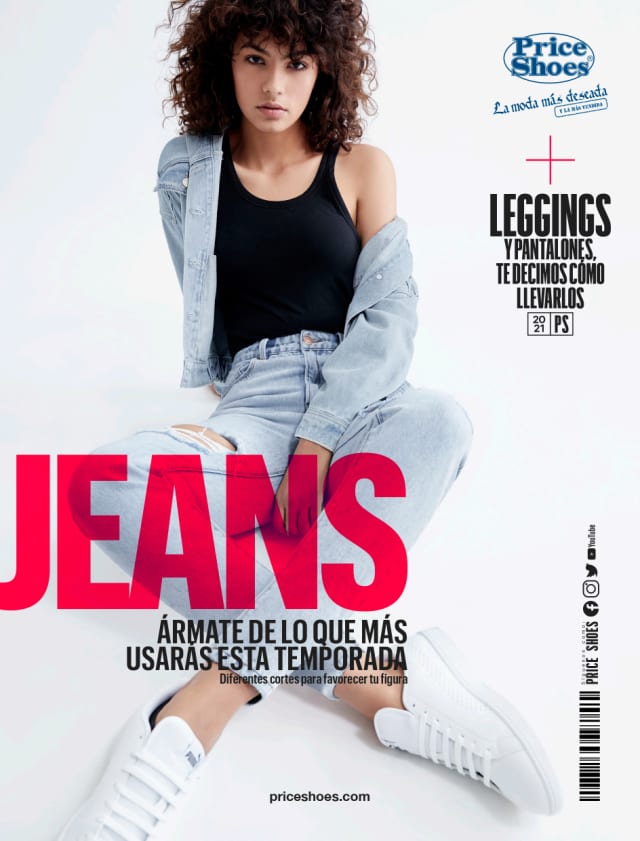 Price
Shoes®
La moda más deseada
Y LA MÁS VENDIDA
LEGGINGS
Y PANTALONES,
TE DECIMOS CÓMO
LLEVARLOS
20
21
PS
JEANS
ÁRMATE DE LO QUE MÁS
USARÁS ESTA TEMPORADA
Diferentes cortes para favorecer tu figura
YouTube
PRICE SHOES
priceshoes.com